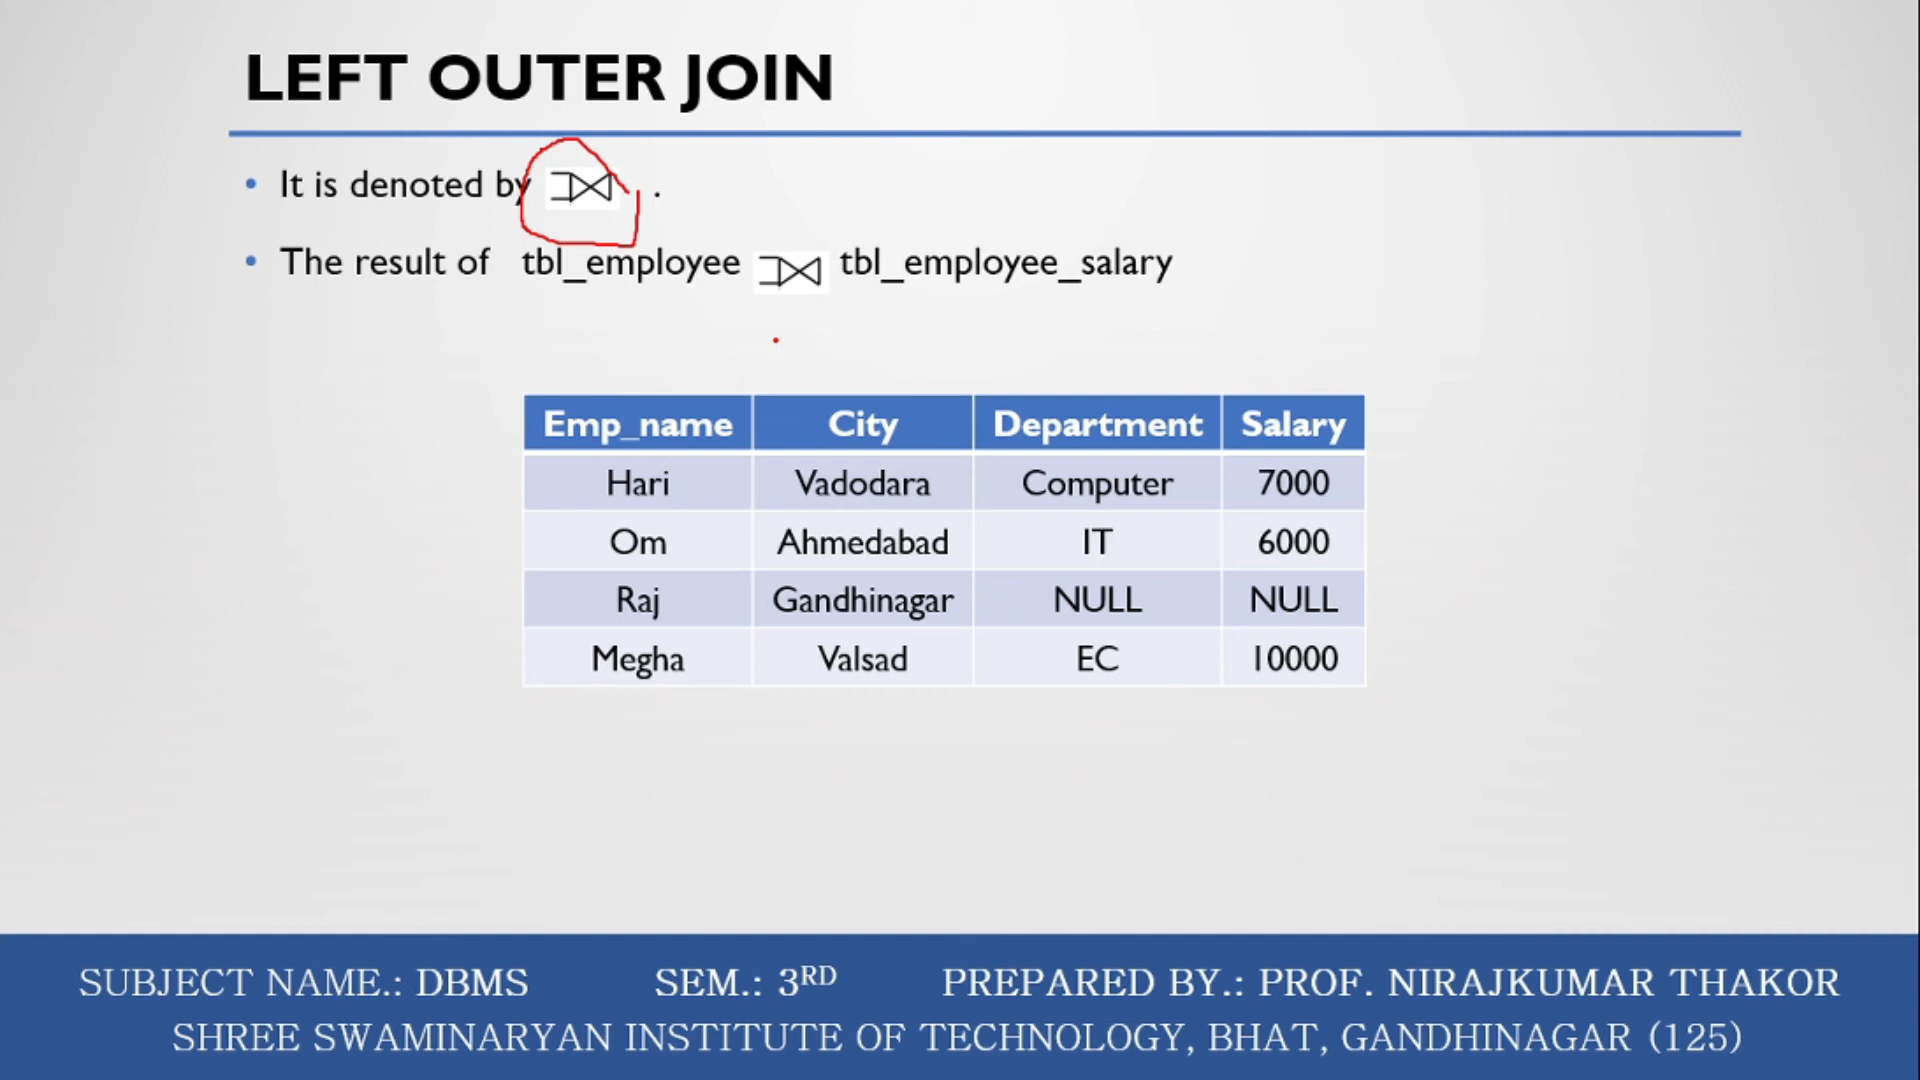 LEFT OUTER JOIN
• It is denoted by ⟕ .
• The result of tbl_employee ⟕ tbl_employee_salary
Emp_name City Department Salary
Hari Vadodara Computer 7000
Om Ahmedabad IT 6000
Raj Gandhinagar NULL NULL
Megha Valsad EC 10000
SUBJECT NAME.: DBMS SEM.: 3RD PREPARED BY.: PROF. NIRAJKUMAR THAKOR
SHREE SWAMINARYAN INSTITUTE OF TECHNOLOGY, BHAT, GANDHINAGAR (125)